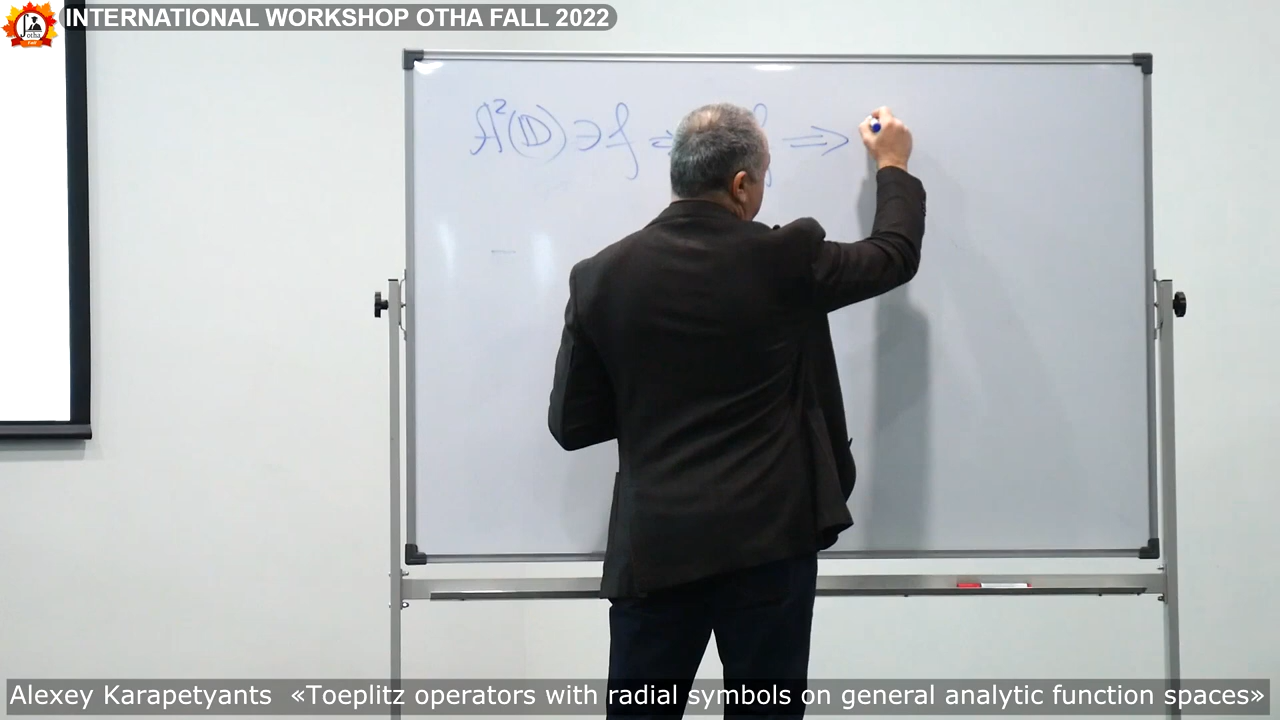 INTERNATIONAL WORKSHOP OTHA FALL 2022
otha
A²(𝔻) ∋ f ⇒ f ⇒
Alexey Karapetyants «Toeplitz operators with radial symbols on general analytic function spaces»